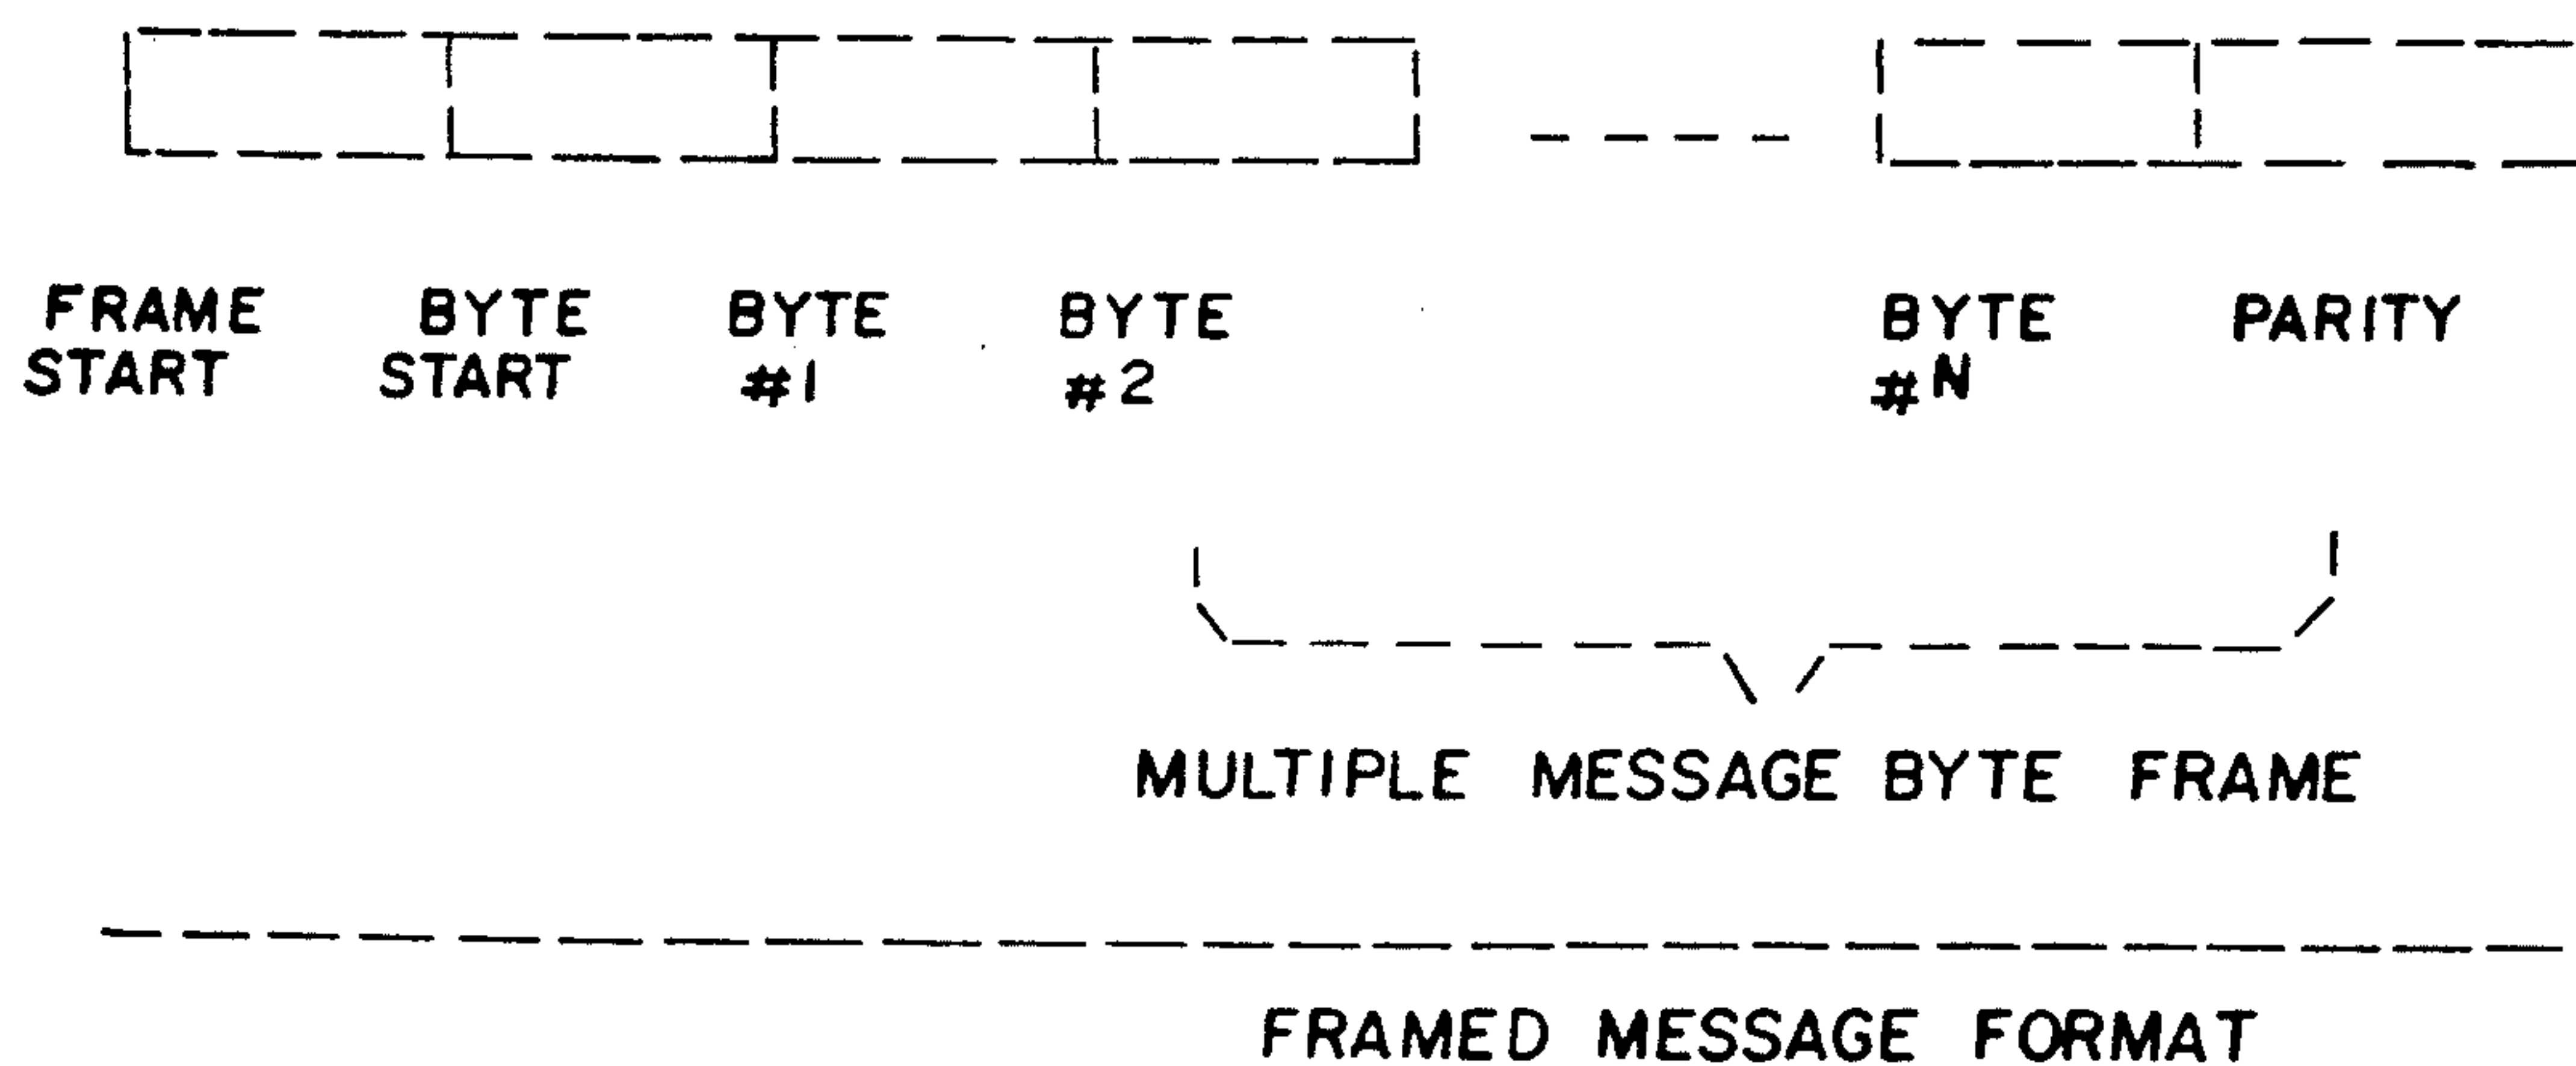 FRAME START
BYTE START
BYTE #1
BYTE #2
BYTE #N
PARITY
MULTIPLE MESSAGE BYTE FRAME
FRAMED MESSAGE FORMAT